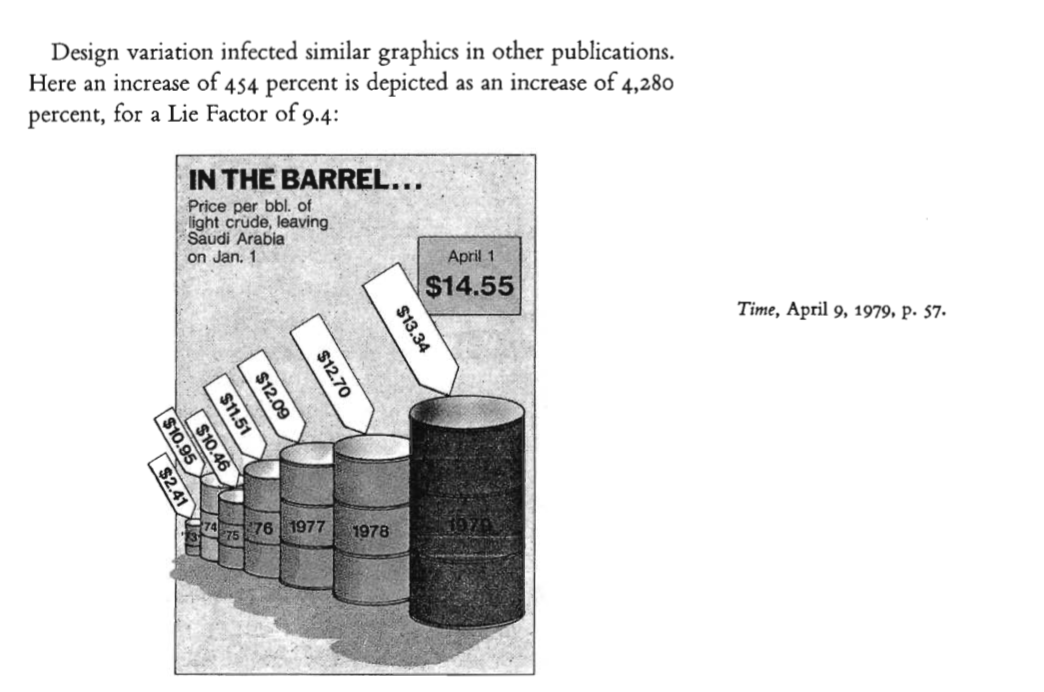 Design variation infected similar graphics in other publications.
Here an increase of 454 percent is depicted as an increase of 4,280
percent, for a Lie Factor of 9.4:
IN THE BARREL...
Price per bbl. of
light crude, leaving
Saudi Arabia
on Jan. 1
April 1
$14.55
$13.34
$12.70
$12.09
$11.51
$10.46
$10.95
$2.41
'73
'74
'75
'76
1977
1978
1979
Time, April 9, 1979, p. 57.